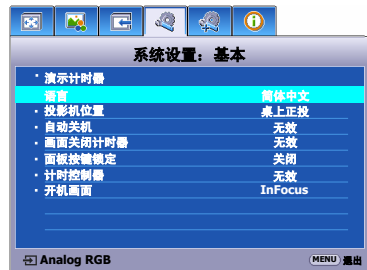 系统设置：基本
· 演示计时器
语言 简体中文
· 投影机位置 桌上正投
· 自动关机 无效
· 画面关闭计时器 无效
· 面板按键锁定 关闭
· 计时控制器 无效
· 开机画面 InFocus
Analog RGB MENU 退出